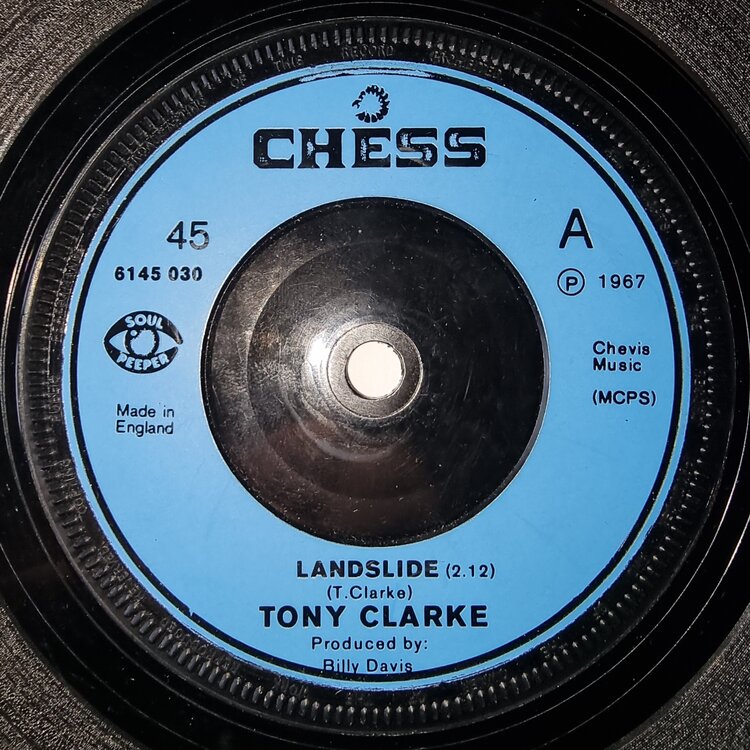 CHESS
45
A
6145 030
℗ 1967
SOUL
PEEPER
Chevis
Music
(MCPS)
Made in
England
LANDSLIDE (2.12)
(T.Clarke)
TONY CLARKE
Produced by:
Billy Davis